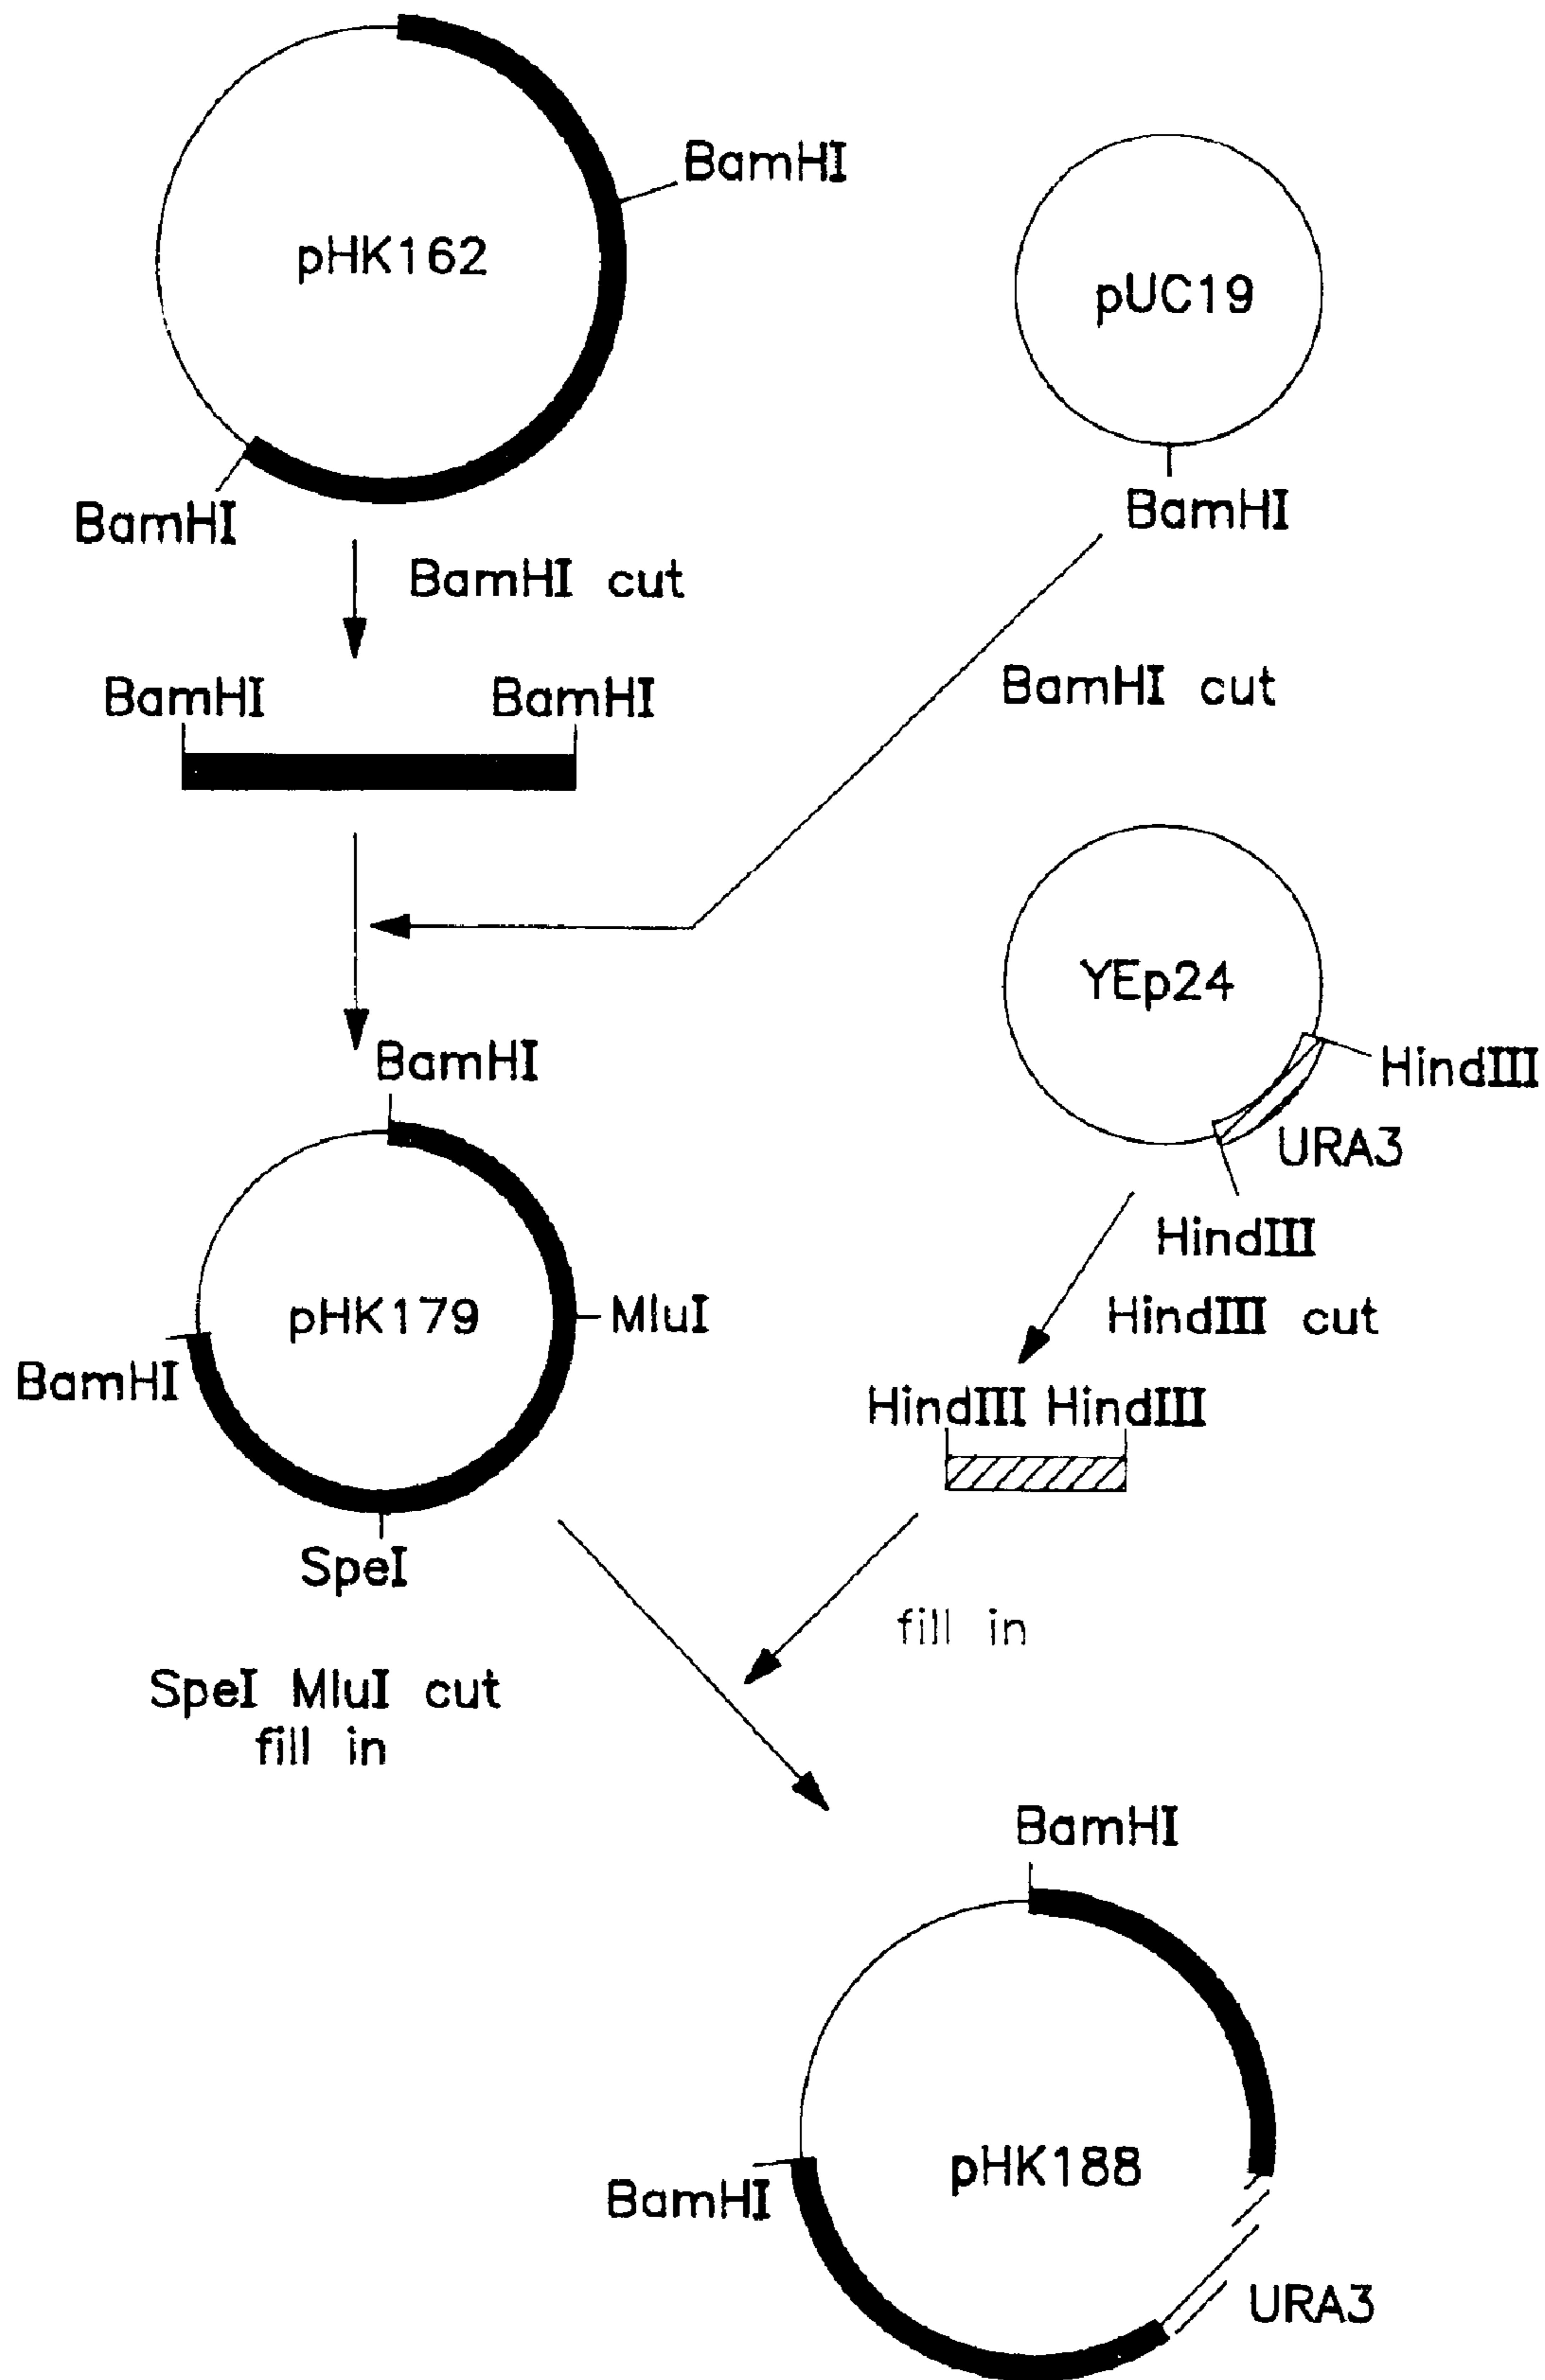 BamHI
pHK162
pUC19
BamHI
BamHI
BamHI cut
BamHI cut
BamHI BamHI
YEp24
HindIII
URA3
HindIII
HindIII cut
BamHI
pHK179
MluI
BamHI
SpeI
HindIII HindIII
fill in
SpeI MluI cut
fill in
BamHI
pHK188
BamHI
URA3